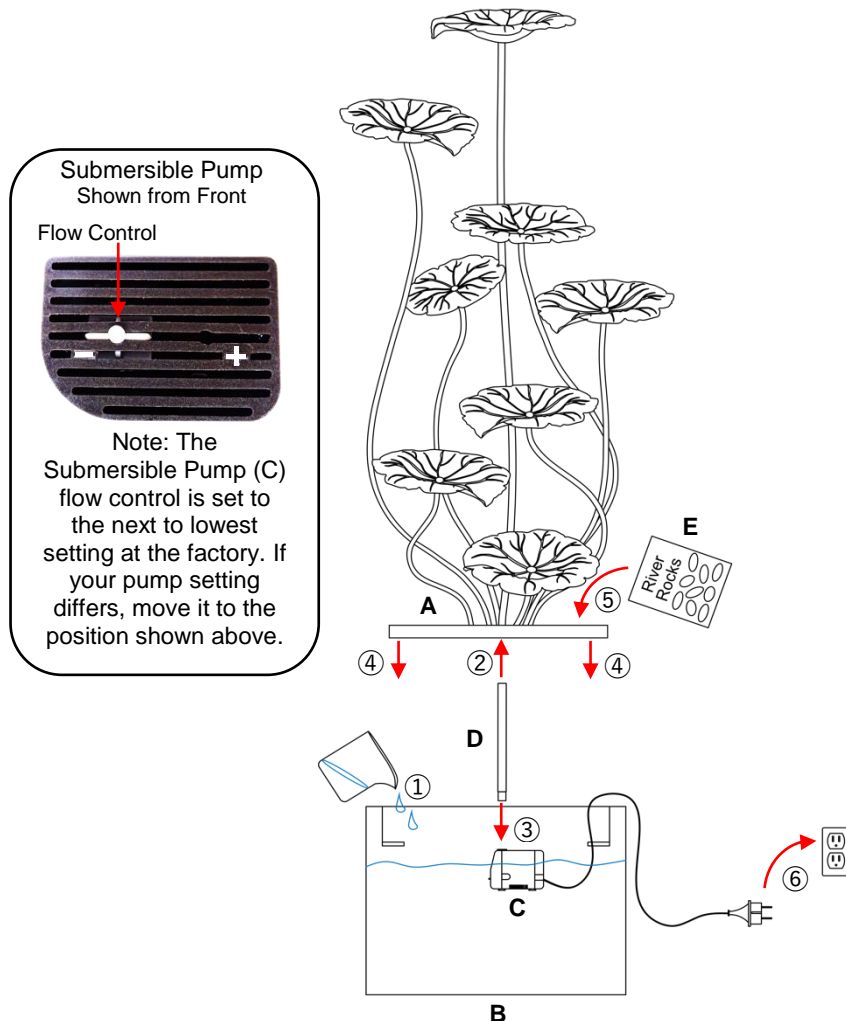 Submersible Pump
Shown from Front
Flow Control
− +
Note: The
Submersible Pump (C)
flow control is set to
the next to lowest
setting at the factory. If
your pump setting
differs, move it to the
position shown above.
A
E
River
Rocks
⑤
④ ② ④
D
①
③
C
⑥
B